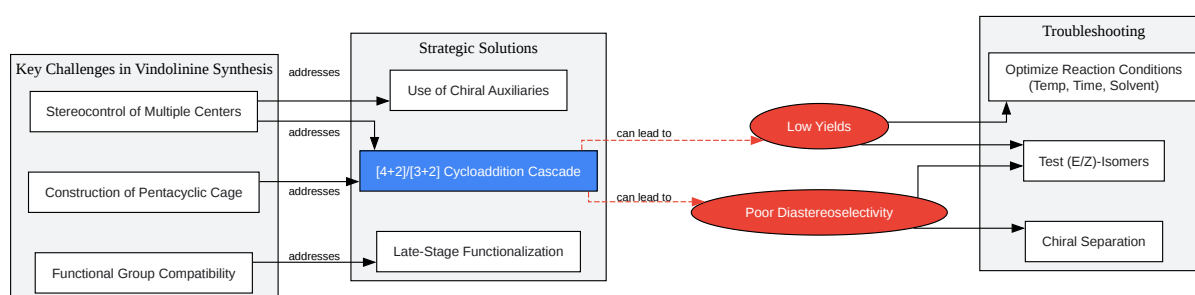 Key Challenges in Vindolinine Synthesis
Stereocontrol of Multiple Centers
Construction of Pentacyclic Cage
Functional Group Compatibility
addresses
addresses
addresses
addresses
Strategic Solutions
Use of Chiral Auxiliaries
[4+2]/[3+2] Cycloaddition Cascade
Late-Stage Functionalization
can lead to
can lead to
Low Yields
Poor Diastereoselectivity
Troubleshooting
Optimize Reaction Conditions
(Temp, Time, Solvent)
Test (E/Z)-Isomers
Chiral Separation